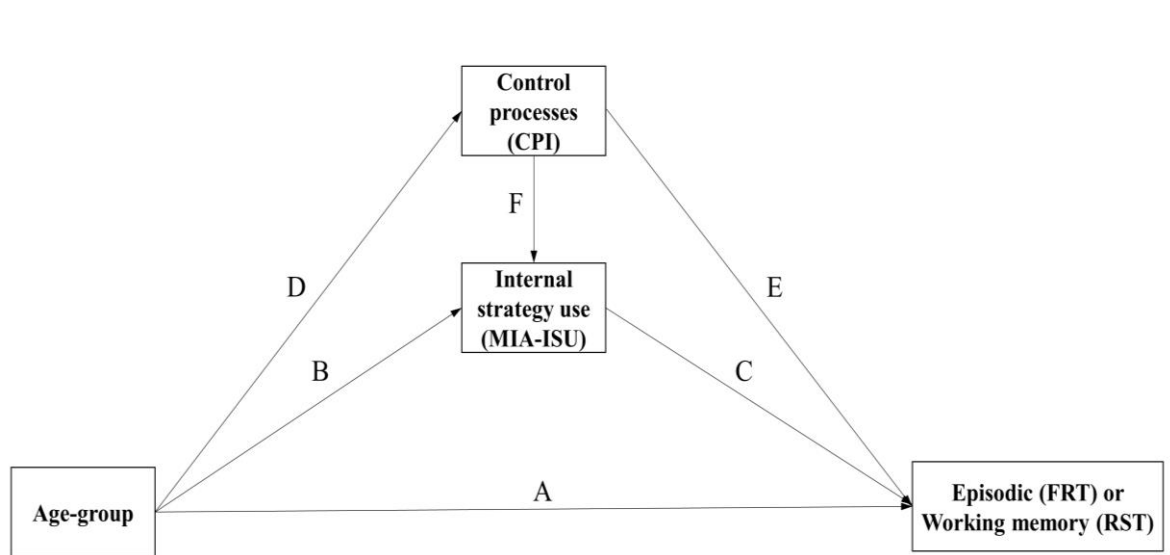 Control
processes
(CPI)
F
D
Internal
strategy use
(MIA-ISU)
E
B
C
Age-group
A
Episodic (FRT) or
Working memory (RST)